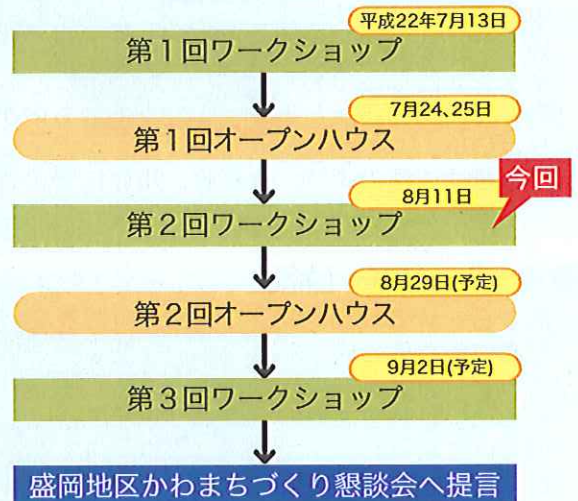 平成22年7月13日
第1回ワークショップ
7月24、25日
第1回オープンハウス
今回
8月11日
第2回ワークショップ
8月29日(予定)
第2回オープンハウス
9月2日(予定)
第3回ワークショップ
盛岡地区かわまちづくり懇談会へ提言